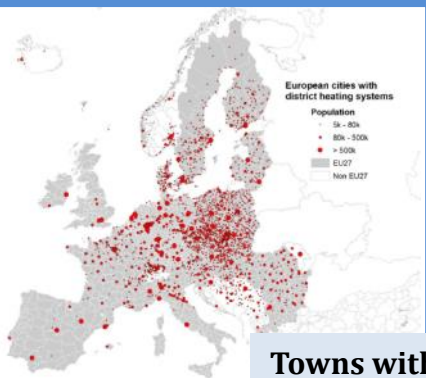 European cities with
district heating systems
Population
5k - 80k
80k - 500k
> 500k
EU27
Non EU27
Towns with